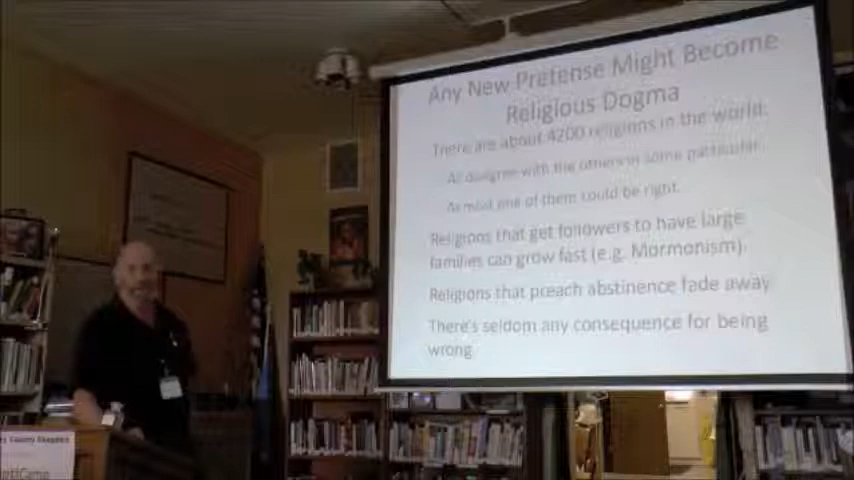 Any New Pretense Might Become
Religious Dogma
There are about 4200 religions in the world.
All disagree with the others in some particular.
At most one of them could be right.
Religions that get followers to have large
families can grow fast (e.g. Mormonism).
Religions that preach abstinence fade away
There's seldom any consequence for being
wrong
County
Camp